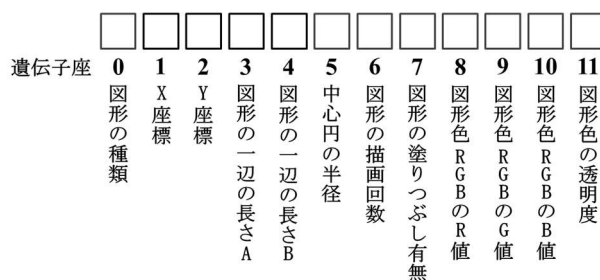 遺伝子座 0 1 2 3 4 5 6 7 8 9 10 11
図形の種類
X座標
Y座標
図形の一辺の長さA
図形の一辺の長さB
中心円の半径
図形の描画回数
図形の塗りつぶし有無
図形色RGBのR値
図形色RGBのG値
図形色RGBのB値
図形色の透明度